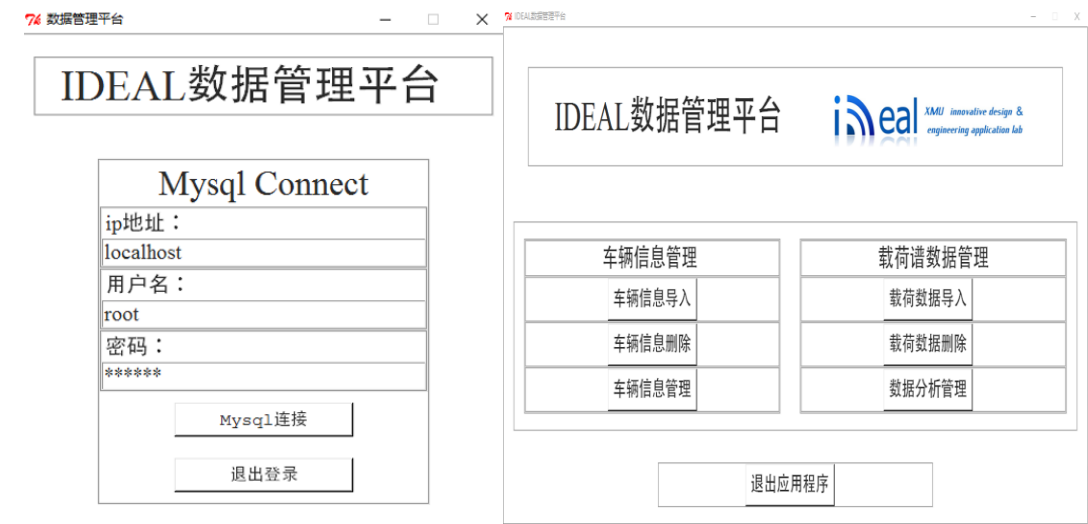 数据管理平台
IDEAL数据管理平台
Mysql Connect
ip地址：
localhost
用户名：
root
密码：
******
Mysql连接
退出登录
IDEAL数据管理平台
IDEAL数据管理平台
ideal XMU innovative design &
engineering application lab
车辆信息管理
车辆信息导入
车辆信息删除
车辆信息管理
载荷谱数据管理
载荷数据导入
载荷数据删除
数据分析管理
退出应用程序